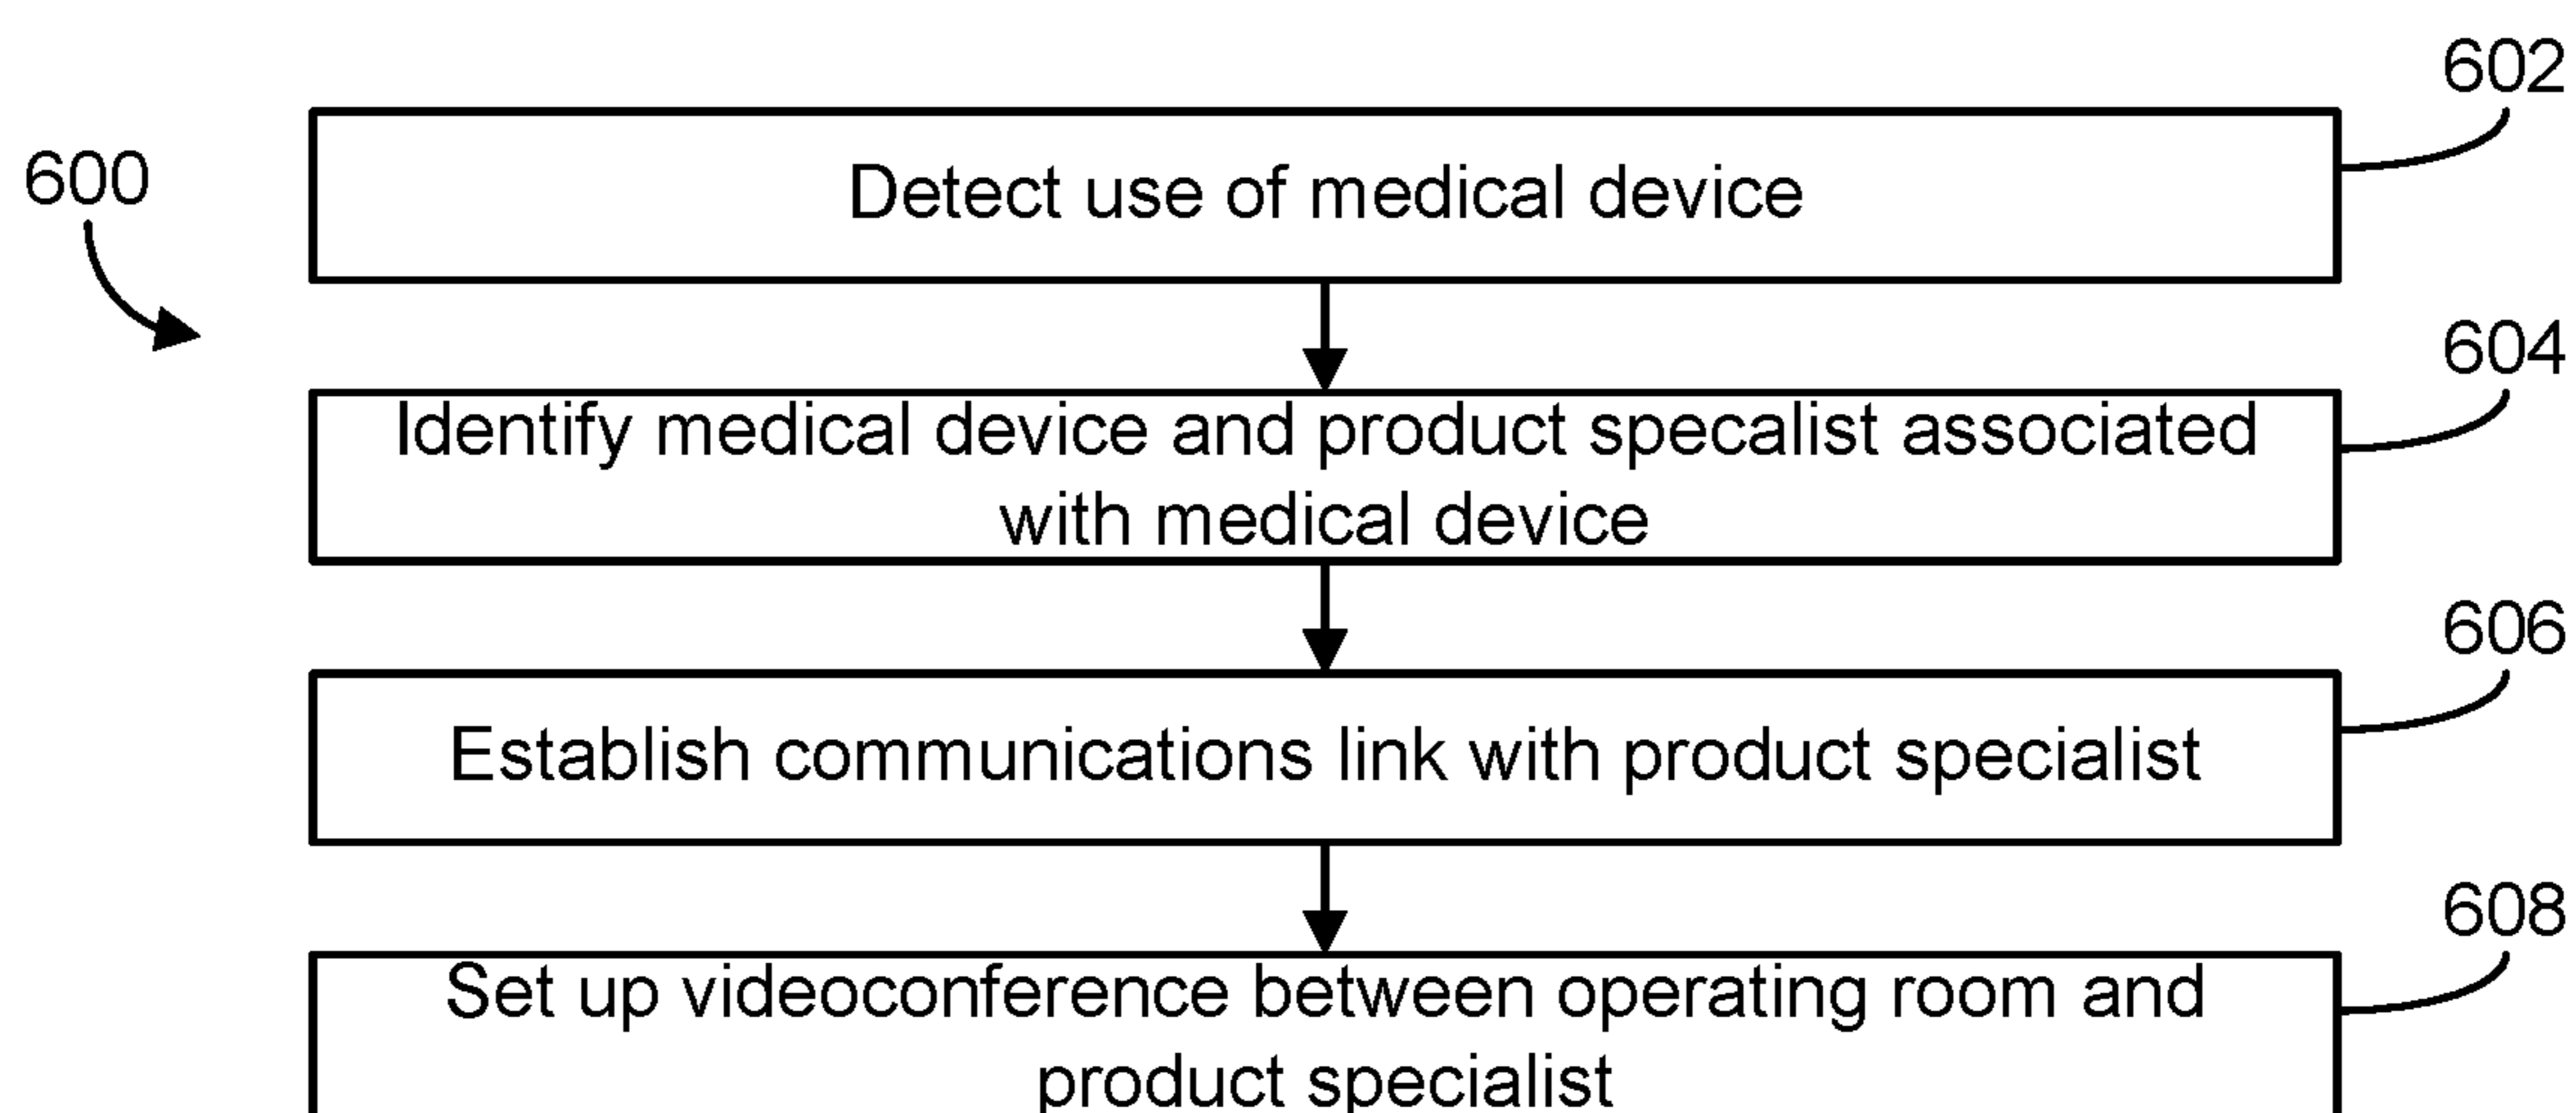 602
600
Detect use of medical device
604
Identify medical device and product specalist associated
with medical device
606
Establish communications link with product specialist
608
Set up videoconference between operating room and
product specialist